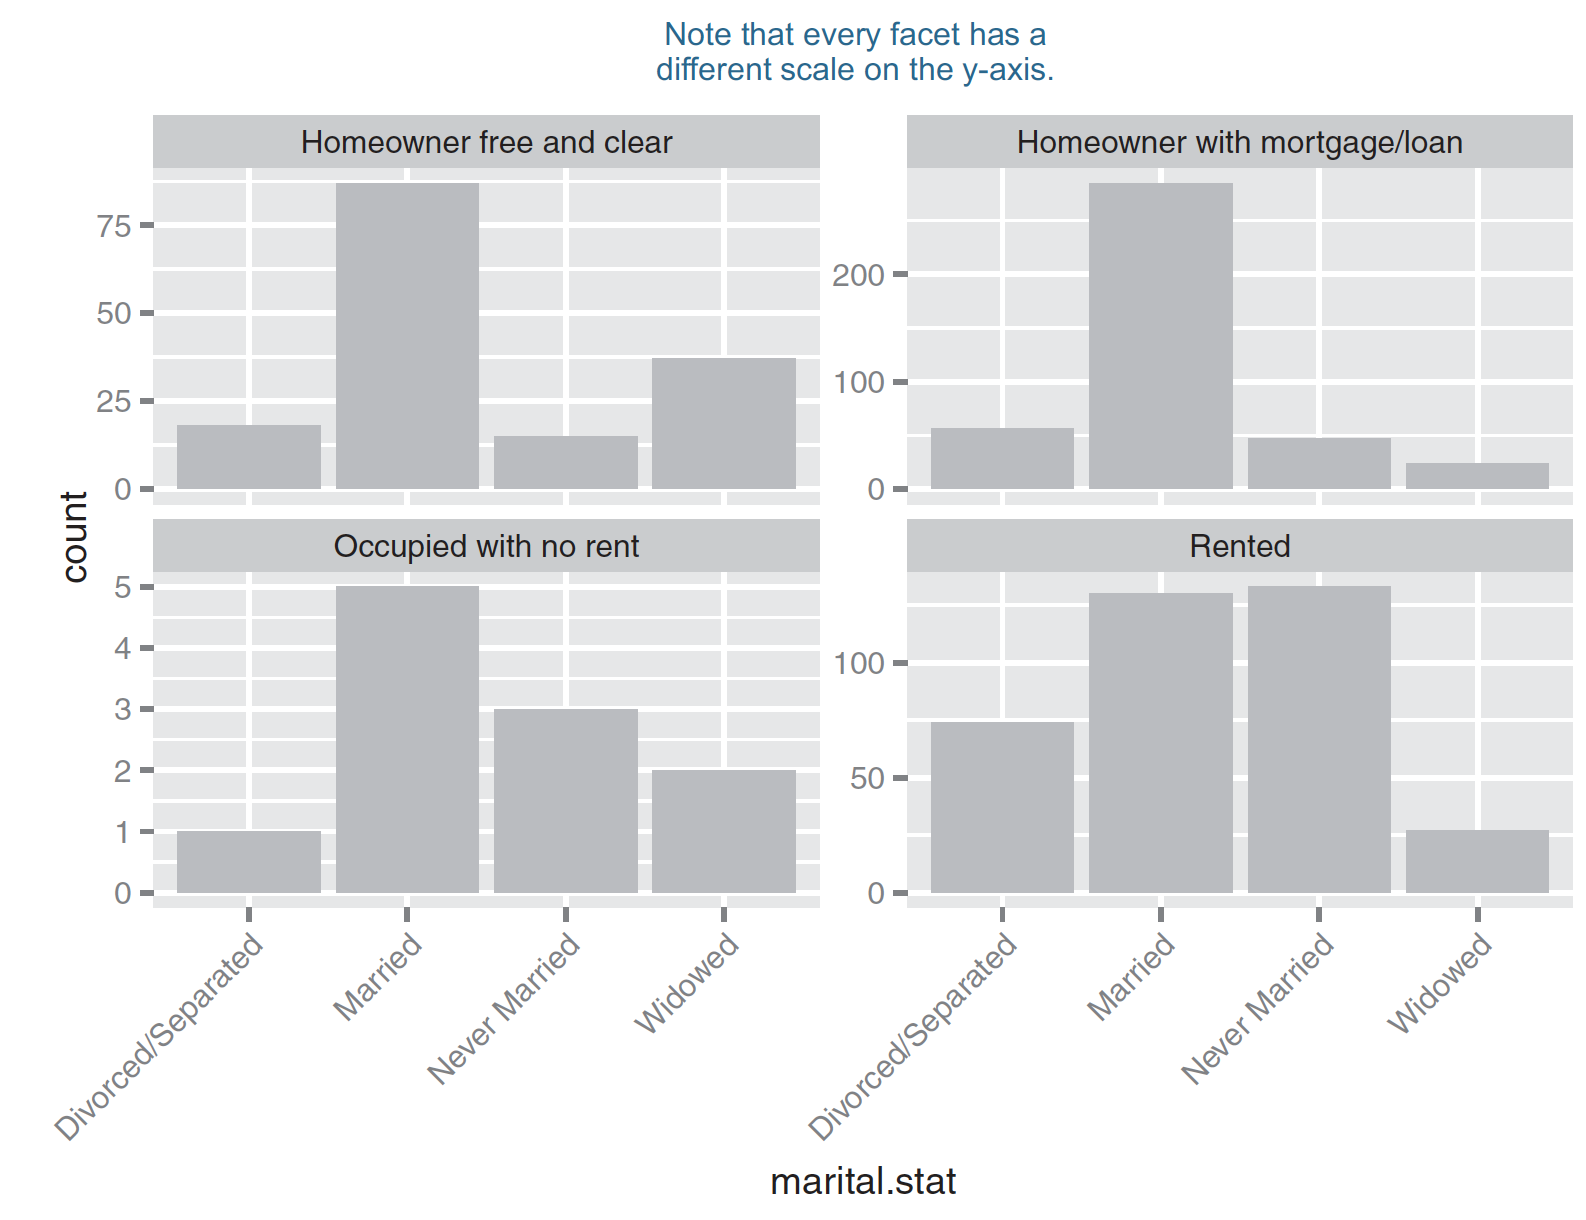 Note that every facet has a
different scale on the y-axis.
Homeowner free and clear
Homeowner with mortgage/loan
75
50
25
0
200
100
0
count
Occupied with no rent
Rented
5
4
3
2
1
0
100
50
0
Divorced/Separated
Married
Never Married
Widowed
Divorced/Separated
Married
Never Married
Widowed
marital.stat